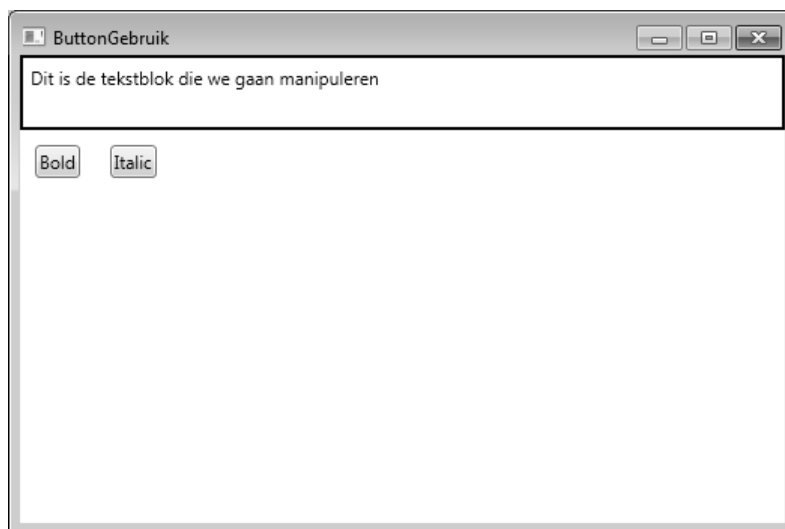 ButtonGebruik
Dit is de tekstblok die we gaan manipuleren
Bold Italic